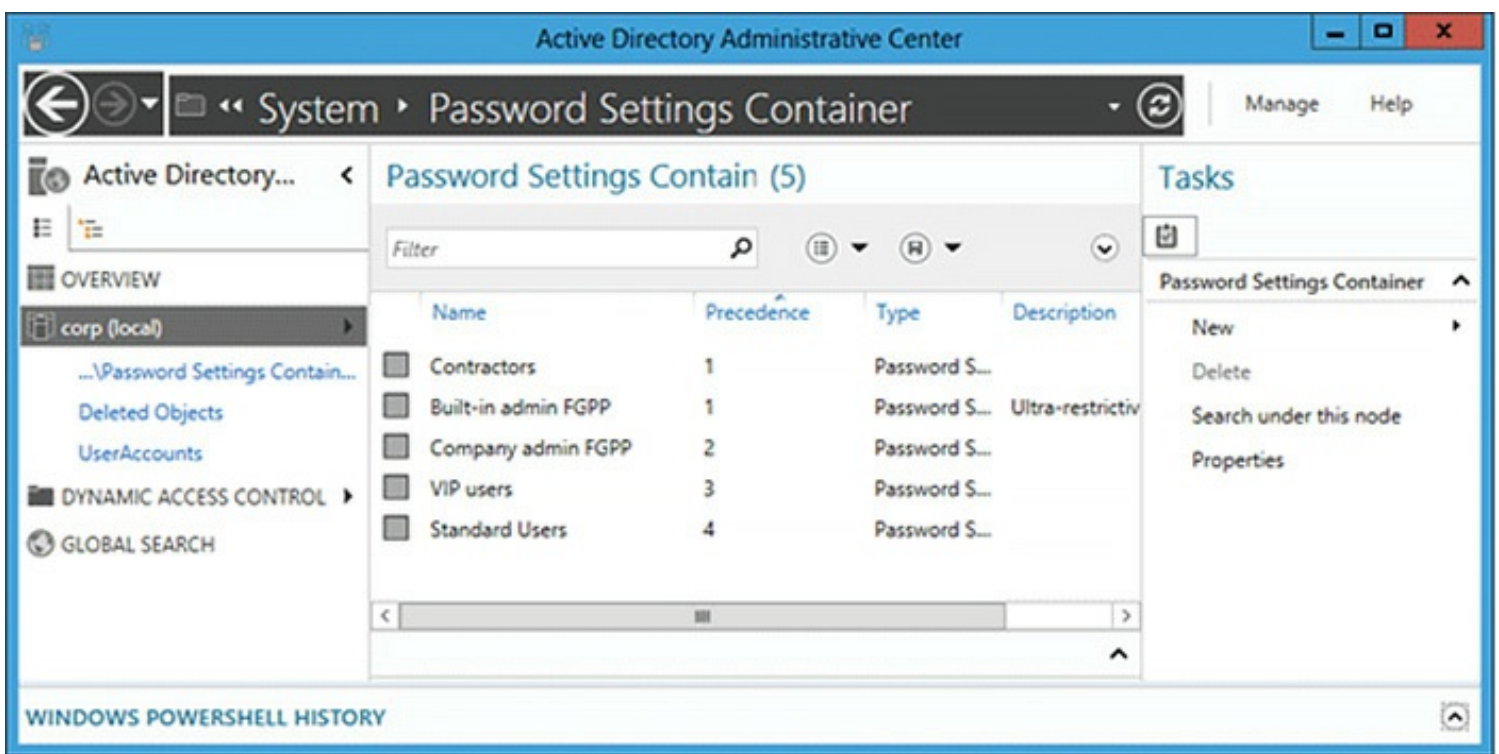 Active Directory Administrative Center
System Password Settings Container
Manage Help
Active Directory...
OVERVIEW
corp (local)
...\Password Settings Contain...
Deleted Objects
UserAccounts
DYNAMIC ACCESS CONTROL
GLOBAL SEARCH
Password Settings Contain (5)
Filter
Name Precedence Type Description
Contractors 1 Password S...
Built-in admin FGPP 1 Password S... Ultra-restrictiv
Company admin FGPP 2 Password S...
VIP users 3 Password S...
Standard Users 4 Password S...
Tasks
Password Settings Container
New
Delete
Search under this node
Properties
WINDOWS POWERSHELL HISTORY